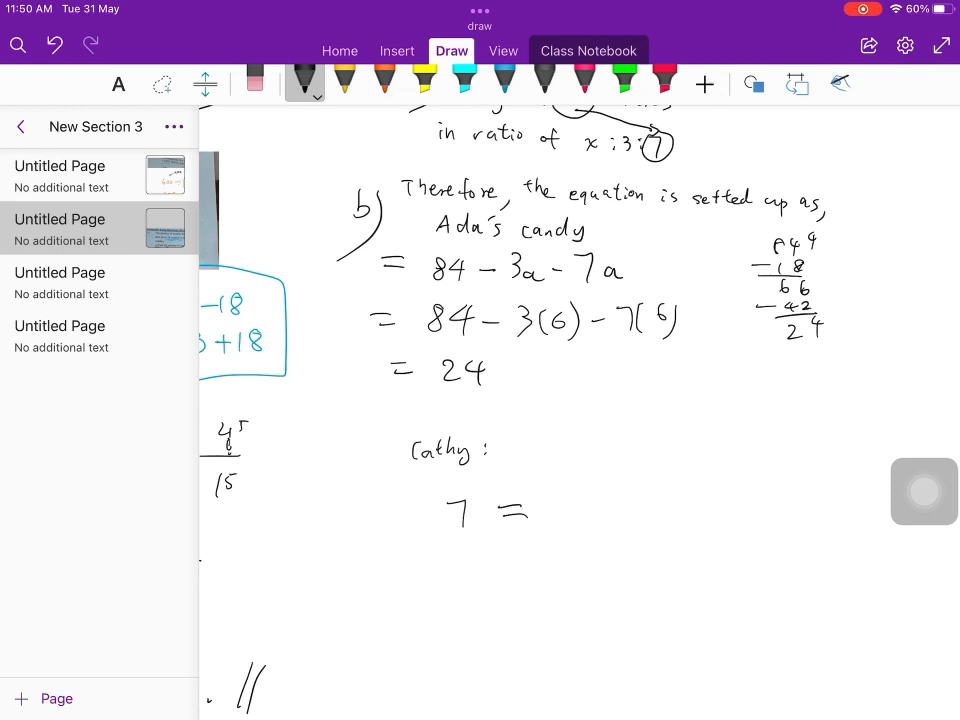 11:50 AM Tue 31 May
60%
draw
Home Insert Draw View Class Notebook
A
New Section 3
Untitled Page
No additional text
Untitled Page
No additional text
Untitled Page
No additional text
Untitled Page
No additional text
Page
in ratio of x:3:7
b) Therefore, the equation is setted up as,
Ada's candy
= 84 - 3a - 7a
= 84 - 3(6) - 7(6)
= 24
84
-18
66
-42
24
-18
+18
45
15
Cathy:
7 =